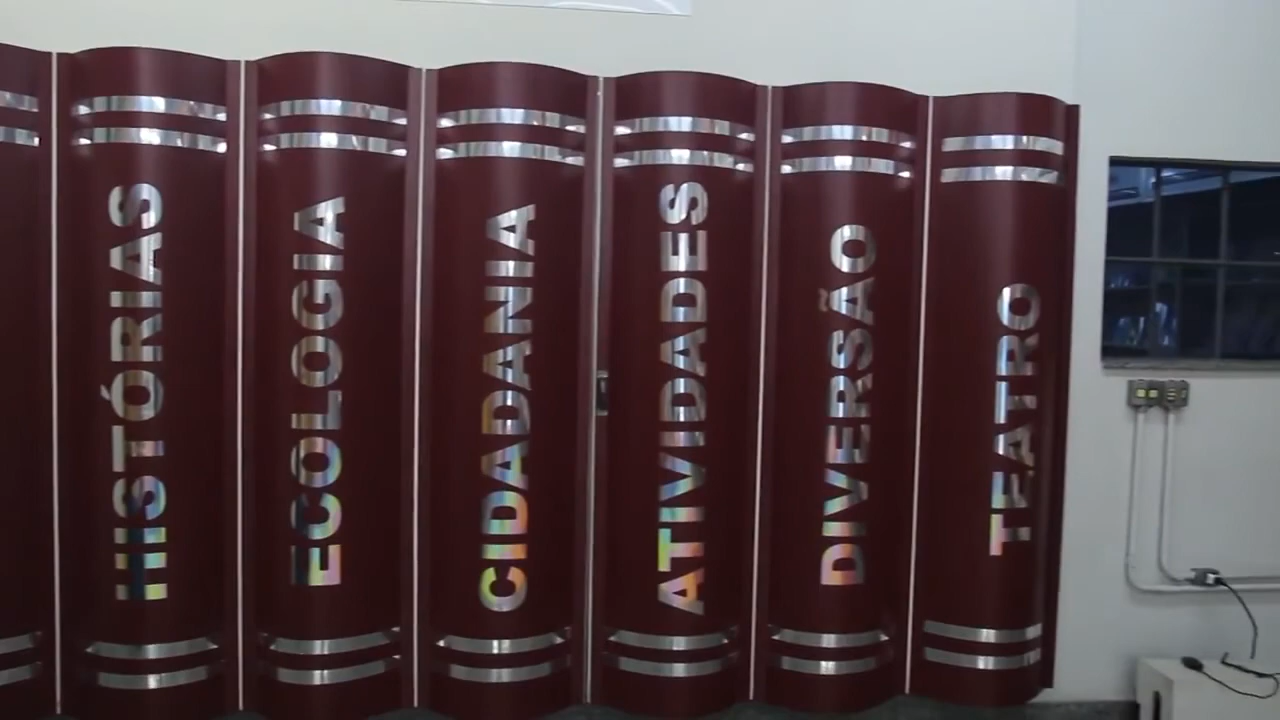 HISTÓRIAS
ECOLOGIA
CIDADANIA
ATIVIDADES
DIVERSÃO
TEATRO